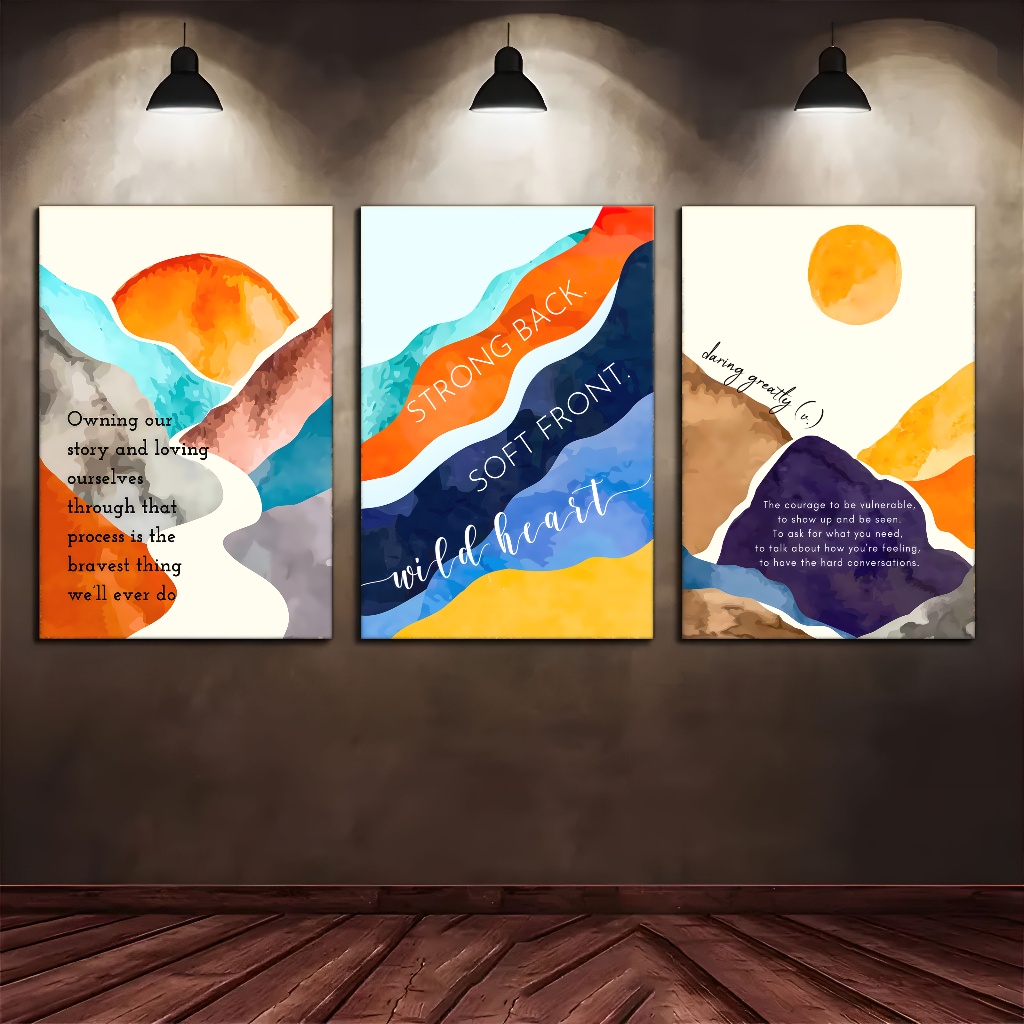 Owning our
story and loving
ourselves
through that
process is the
bravest thing
we'll ever do
STRONG BACK.
SOFT FRONT.
wild heart
daring greatly (v.)
The courage to be vulnerable,
to show up and be seen.
To ask for what you need,
to talk about how you're feeling,
to have the hard conversations.